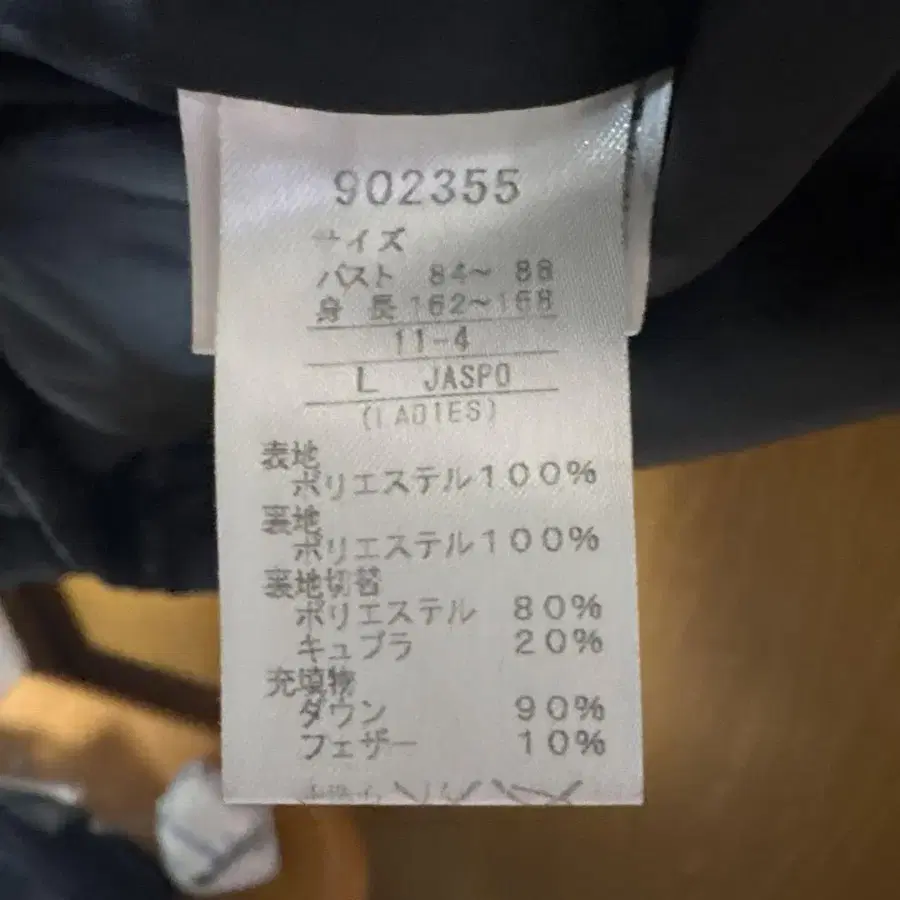 902355
サイズ
バスト 84～ 88
身 長 162～168
11-4
L JASPO
(LADIES)
表地
ポリエステル100%
裏地
ポリエステル100%
裏地切替
ポリエステル 80%
キュプラ 20%
充填物
ダウン 90%
フェザー 10%